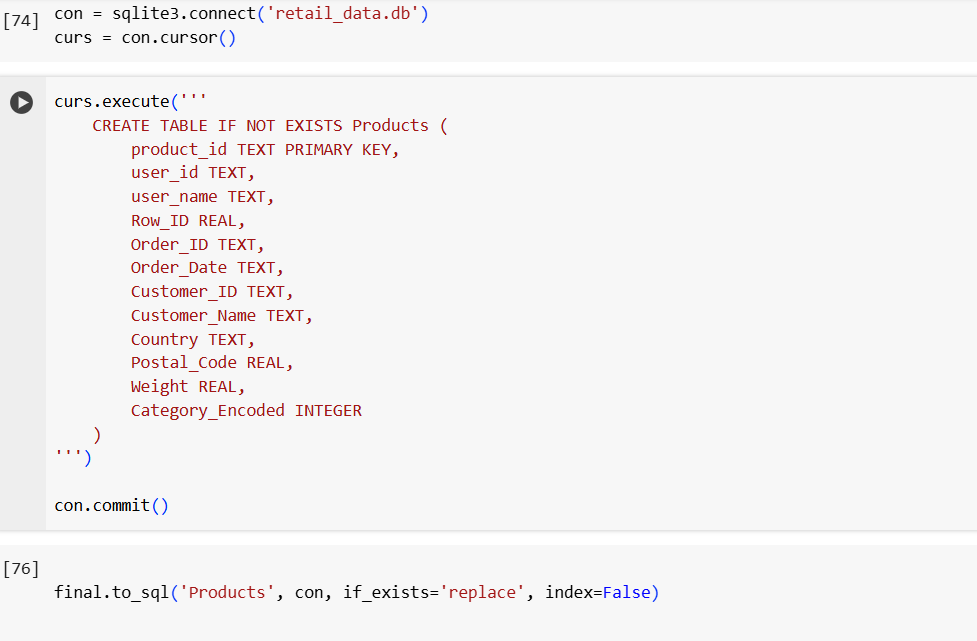 [74]
con = sqlite3.connect('retail_data.db')
curs = con.cursor()
curs.execute('''
CREATE TABLE IF NOT EXISTS Products (
product_id TEXT PRIMARY KEY,
user_id TEXT,
user_name TEXT,
Row_ID REAL,
Order_ID TEXT,
Order_Date TEXT,
Customer_ID TEXT,
Customer_Name TEXT,
Country TEXT,
Postal_Code REAL,
Weight REAL,
Category_Encoded INTEGER
)
''')
con.commit()
[76]
final.to_sql('Products', con, if_exists='replace', index=False)